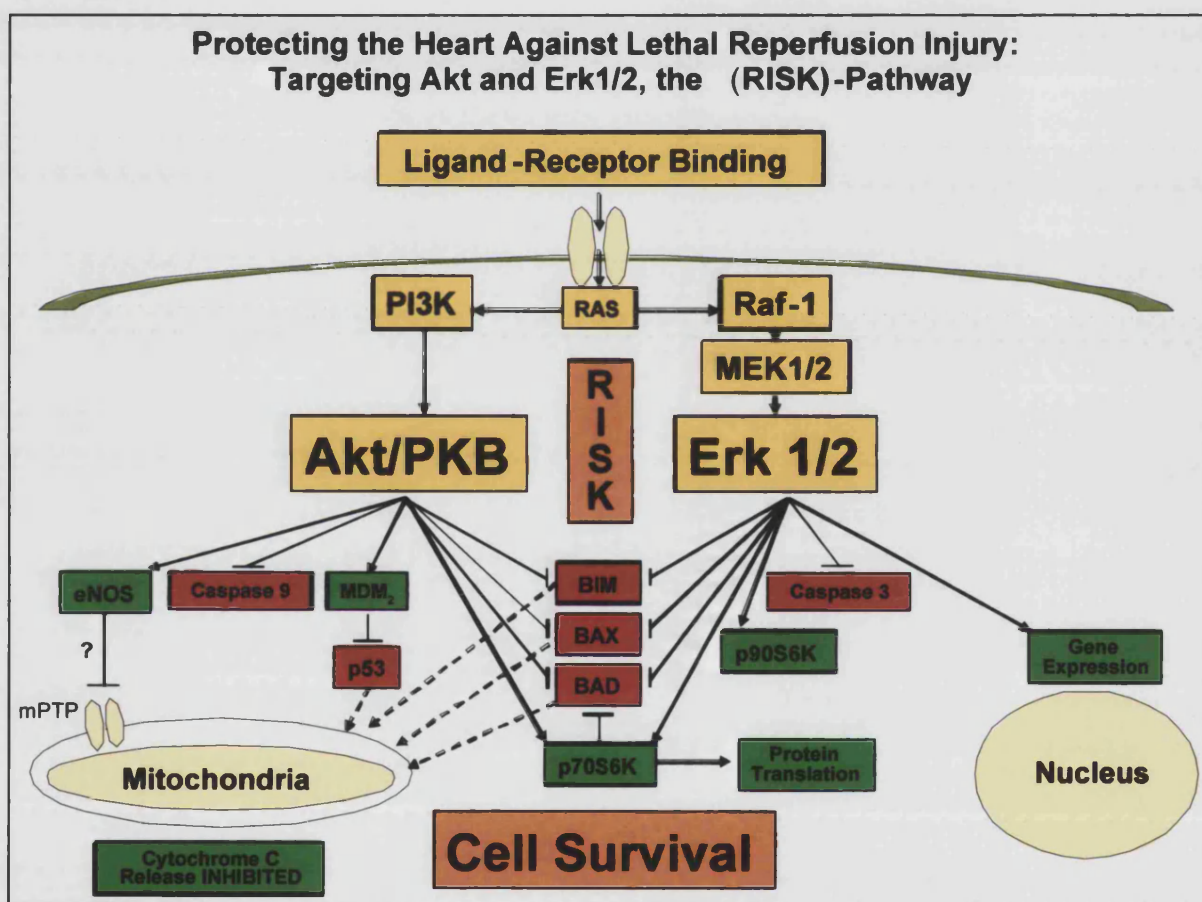 Protecting the Heart Against Lethal Reperfusion Injury:
Targeting Akt and Erk1/2, the (RISK)-Pathway
Ligand-Receptor Binding
PI3K
RAS
Raf-1
MEK1/2
R
I
S
K
Akt/PKB
Erk 1/2
eNOS
Caspase 9
MDM2
BIM
Caspase 3
BAX
p90S6K
Gene
Expression
?
p53
BAD
mPTP
Mitochondria
p70S6K
Protein
Translation
Nucleus
Cell Survival
Cytochrome C
Release INHIBITED